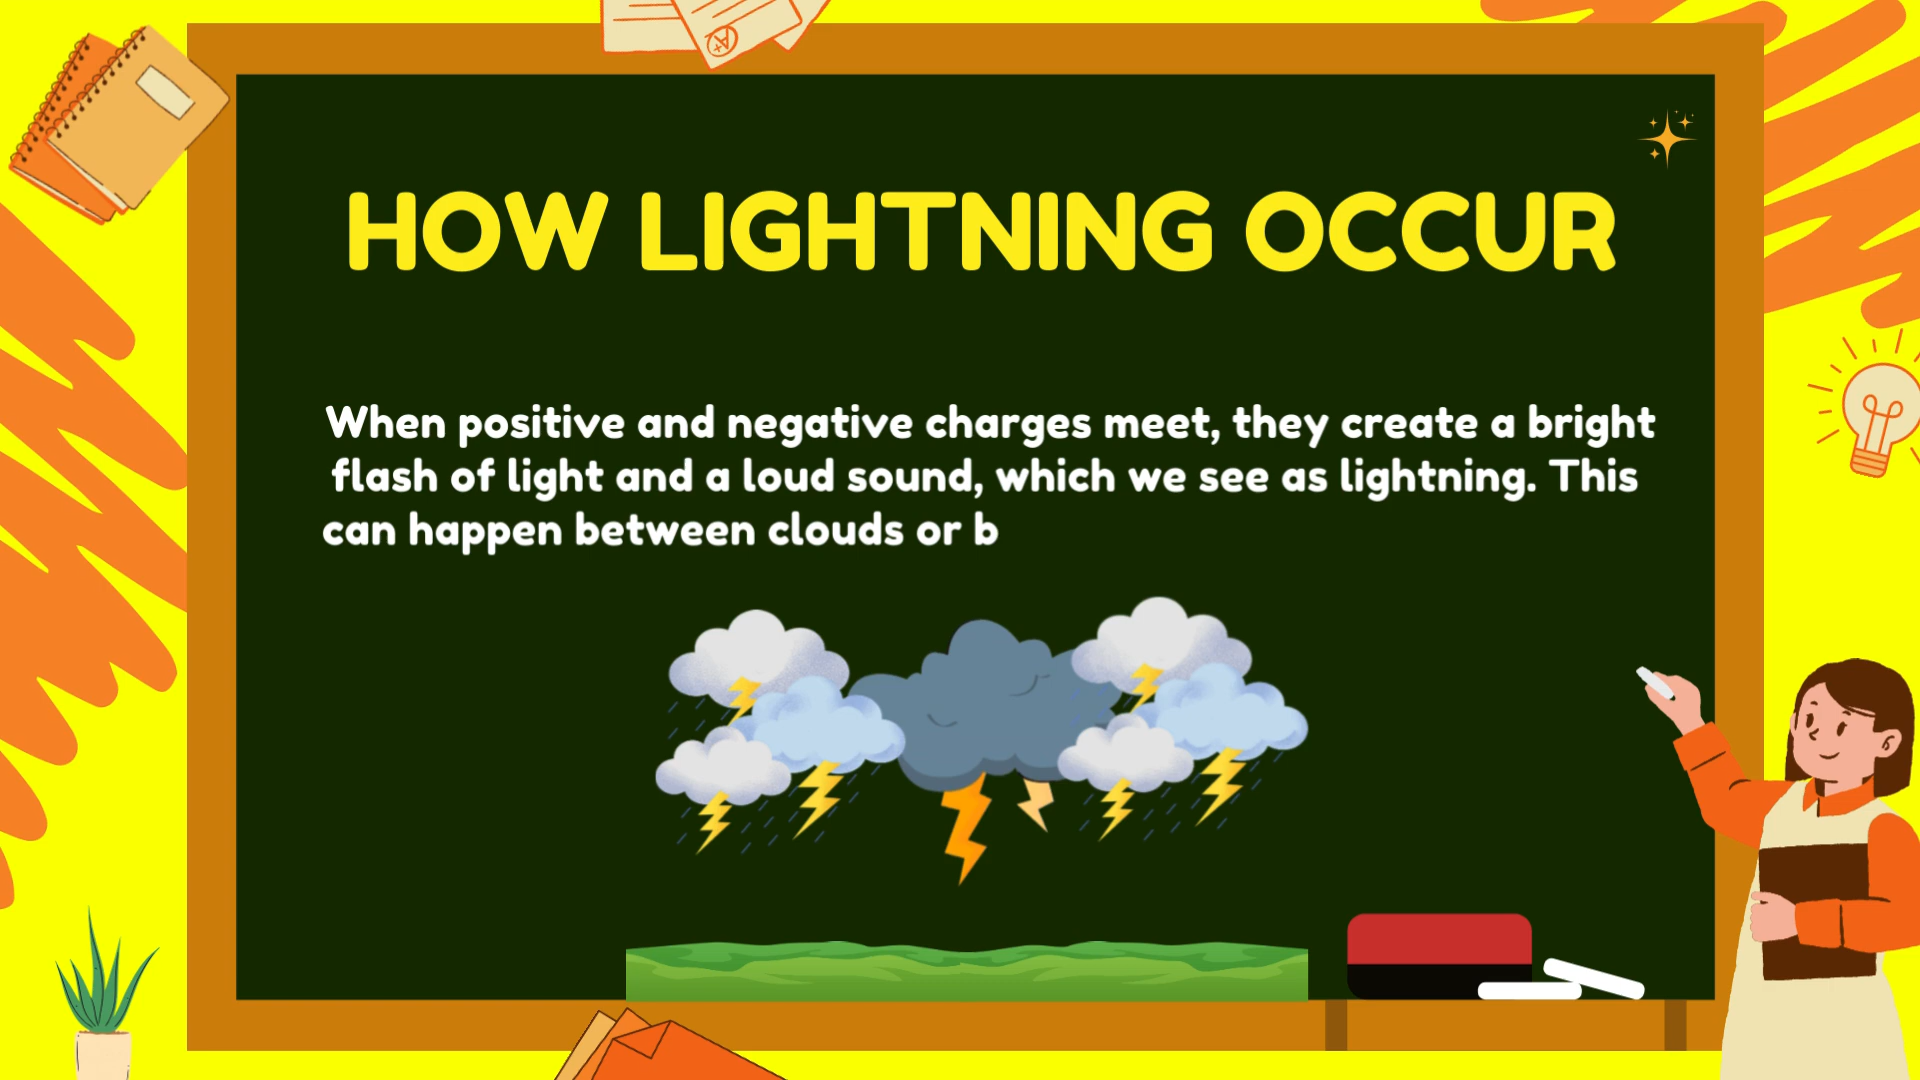 A+
HOW LIGHTNING OCCUR
When positive and negative charges meet, they create a bright
flash of light and a loud sound, which we see as lightning. This
can happen between clouds or b